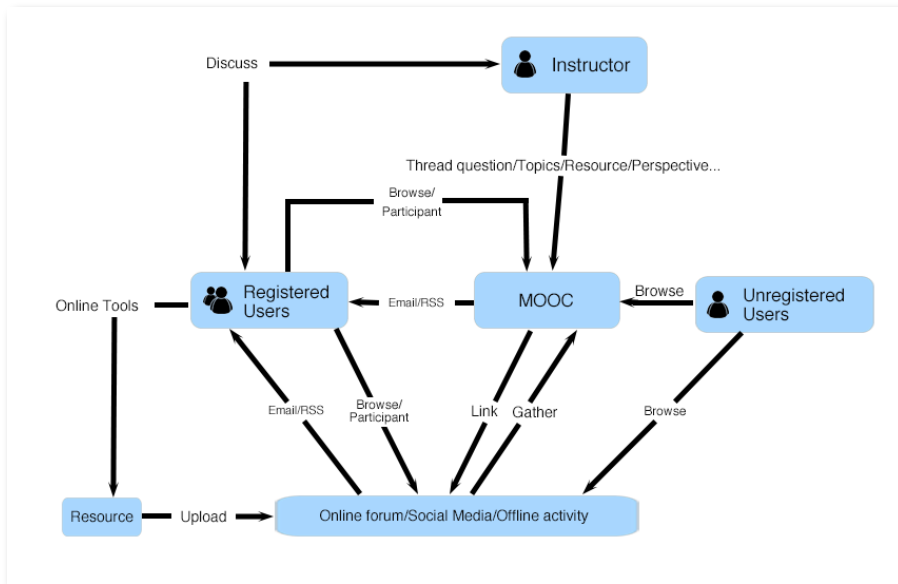 Discuss
Instructor
Thread question/Topics/Resource/Perspective...
Browse/
Participant
Online Tools
Registered
Users
Email/RSS
MOOC
Browse
Unregistered
Users
Email/RSS
Browse/
Participant
Link
Gather
Browse
Resource
Upload
Online forum/Social Media/Offline activity